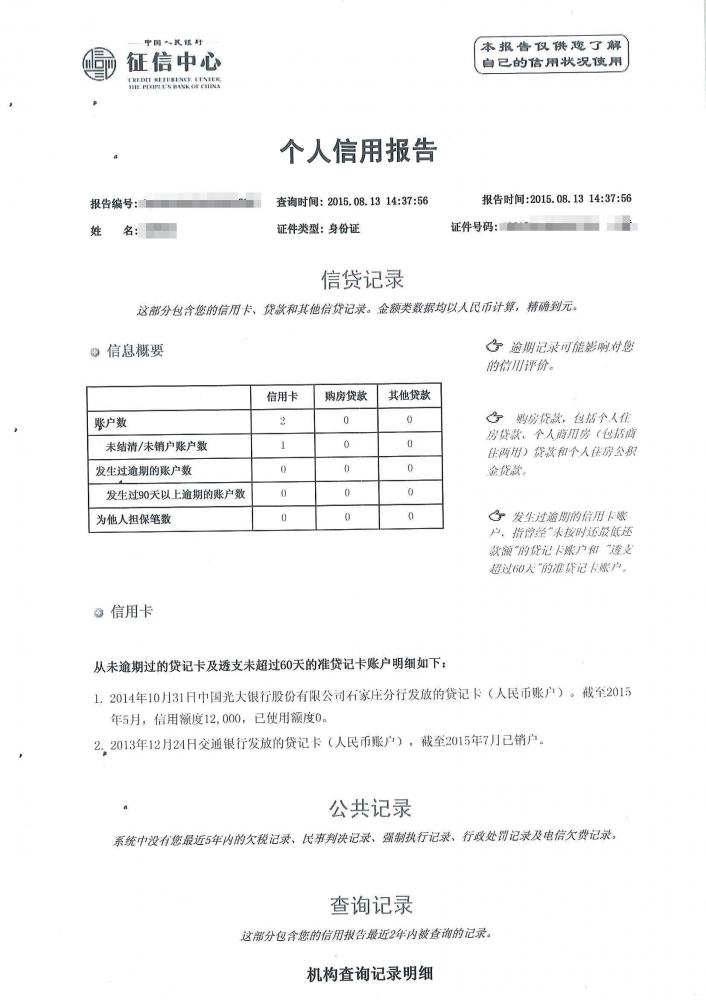 中国人民银行
征信中心
CREDIT REFERENCE CENTER,
THE PEOPLE'S BANK OF CHINA
本报告仅供您了解
自己的信用状况使用
个人信用报告
报告编号: 查询时间: 2015.08.13 14:37:56 报告时间:2015.08.13 14:37:56
姓 名: 证件类型: 身份证 证件号码:
信贷记录
这部分包含您的信用卡、贷款和其他信贷记录。金额类数据均以人民币计算，精确到元。
信息概要
逾期记录可能影响对您
的信用评价。
信用卡 购房贷款 其他贷款
账户数 2 0 0
未结清/未销户账户数 1 0 0
发生过逾期的账户数 0 0 0
发生过90天以上逾期的账户数 0 0 0
为他人担保笔数 0 0 0
购房贷款，包括个人住
房贷款、个人商用房（包括商
住两用）贷款和个人住房公积
金贷款。
发生过逾期的信用卡账
户，指曾经"未按时还最低还
款额"的贷记卡账户和"透支
超过60天"的准贷记卡账户。
信用卡
从未逾期过的贷记卡及透支未超过60天的准贷记卡账户明细如下：
1. 2014年10月31日中国光大银行股份有限公司石家庄分行发放的贷记卡（人民币账户）。截至2015
年5月，信用额度12,000，已使用额度0。
2. 2013年12月24日交通银行发放的贷记卡（人民币账户），截至2015年7月已销户。
公共记录
系统中没有您最近5年内的欠税记录、民事判决记录、强制执行记录、行政处罚记录及电信欠费记录。
查询记录
这部分包含您的信用报告最近2年内被查询的记录。
机构查询记录明细